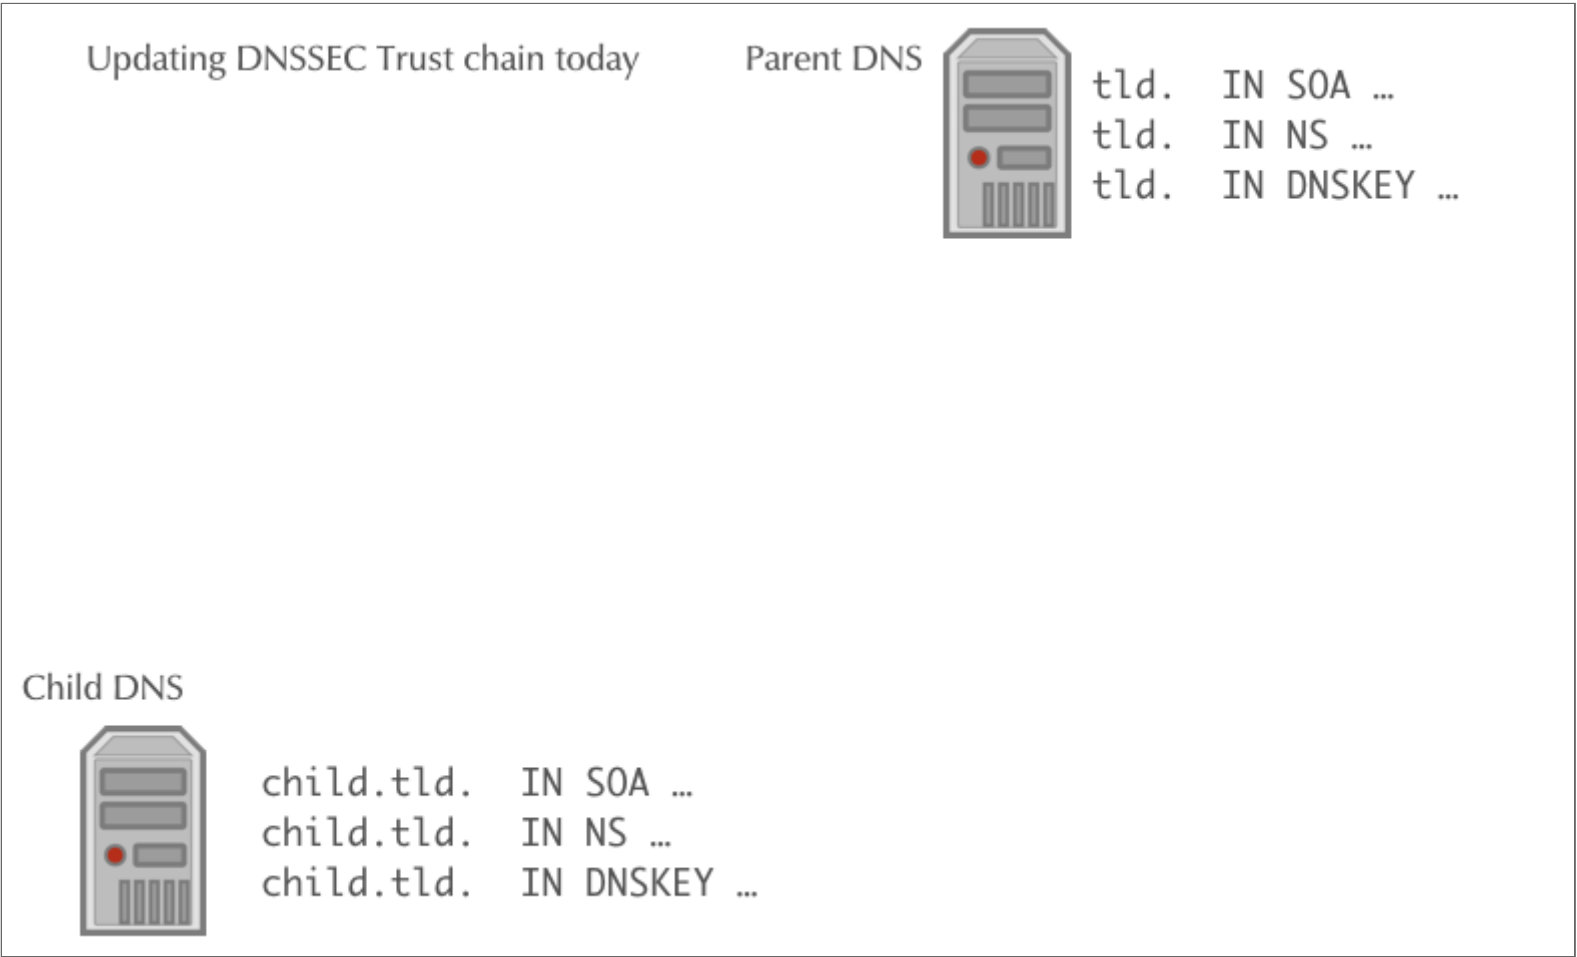 Updating DNSSEC Trust chain today
Parent DNS
tld.  IN SOA …
tld.  IN NS …
tld.  IN DNSKEY …
Child DNS
child.tld.  IN SOA …
child.tld.  IN NS …
child.tld.  IN DNSKEY …